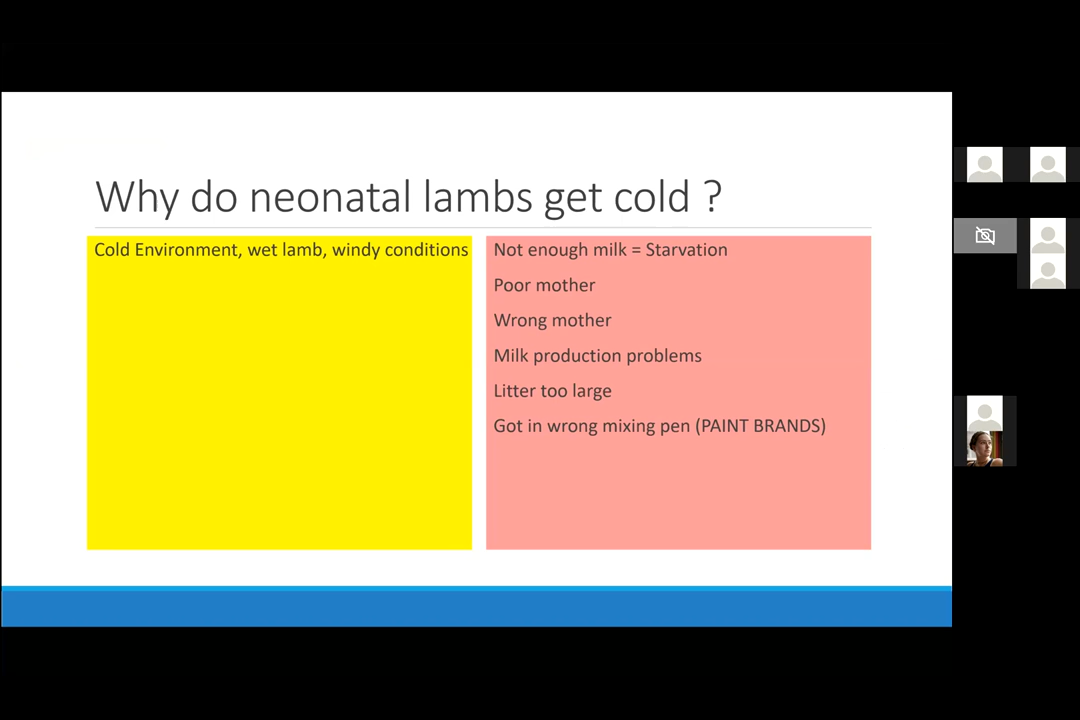 Why do neonatal lambs get cold ?
Cold Environment, wet lamb, windy conditions
Not enough milk = Starvation
Poor mother
Wrong mother
Milk production problems
Litter too large
Got in wrong mixing pen (PAINT BRANDS)